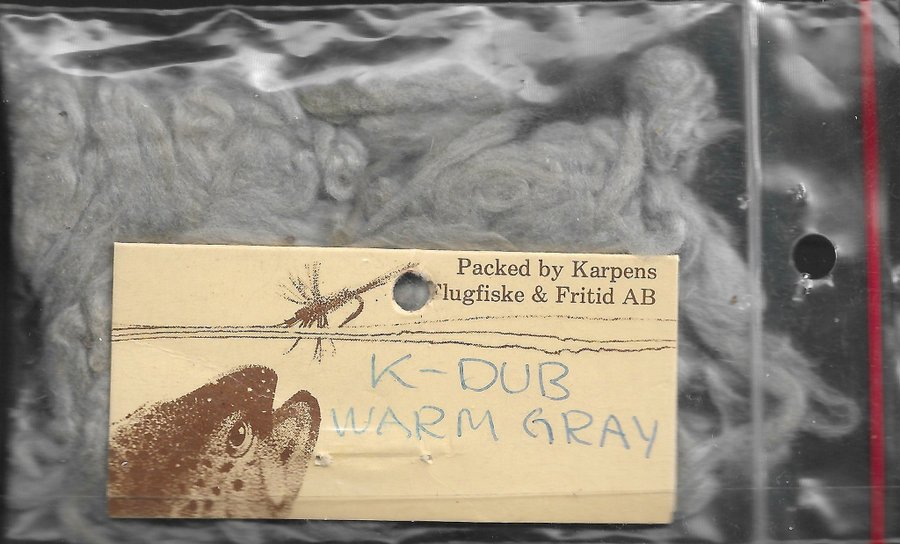 Packed by Karpens
Flugfiske & Fritid AB
K-DUB
WARM GRAY